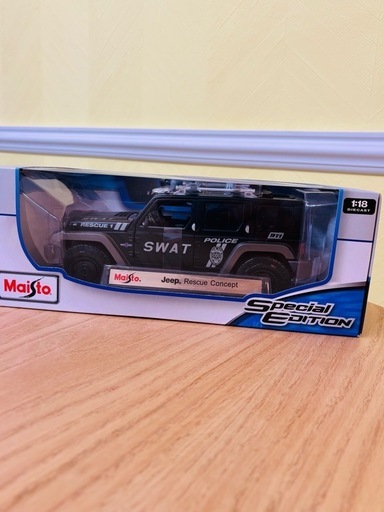 1:18
DIECAST
RESCUE 1
SWAT
POLICE
911
Maisto
Maisto. Jeep® Rescue Concept
Special
EDITION